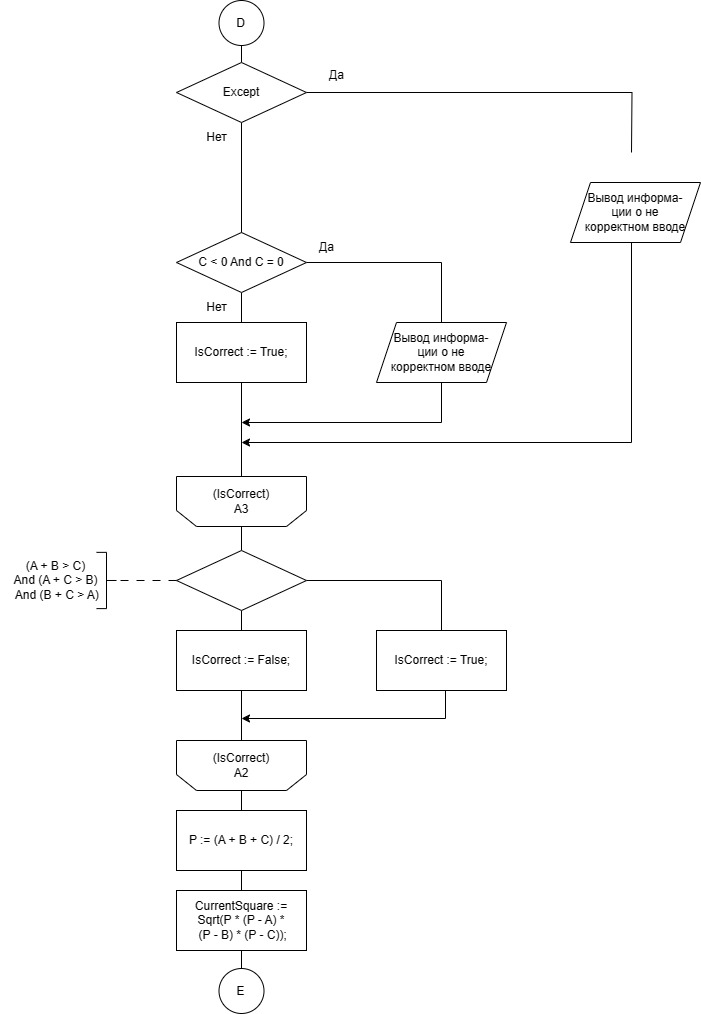 D
Да
Except
Нет
Вывод информа-
ции о не
корректном вводе
Да
C < 0 And C = 0
Нет
IsCorrect := True;
Вывод информа-
ции о не
корректном вводе
(IsCorrect)
A3
(A + B > C)
And (A + C > B)
And (B + C > A)
IsCorrect := False;
IsCorrect := True;
(IsCorrect)
A2
P := (A + B + C) / 2;
CurrentSquare :=
Sqrt(P * (P - A) *
(P - B) * (P - C));
E